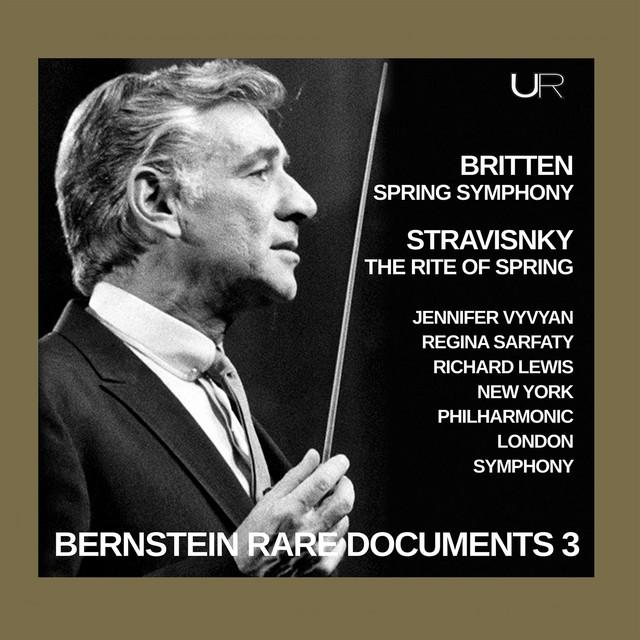 UR
BRITTEN
SPRING SYMPHONY
STRAVISNKY
THE RITE OF SPRING
JENNIFER VYVYAN
REGINA SARFATY
RICHARD LEWIS
NEW YORK
PHILHARMONIC
LONDON
SYMPHONY
BERNSTEIN RARE DOCUMENTS 3